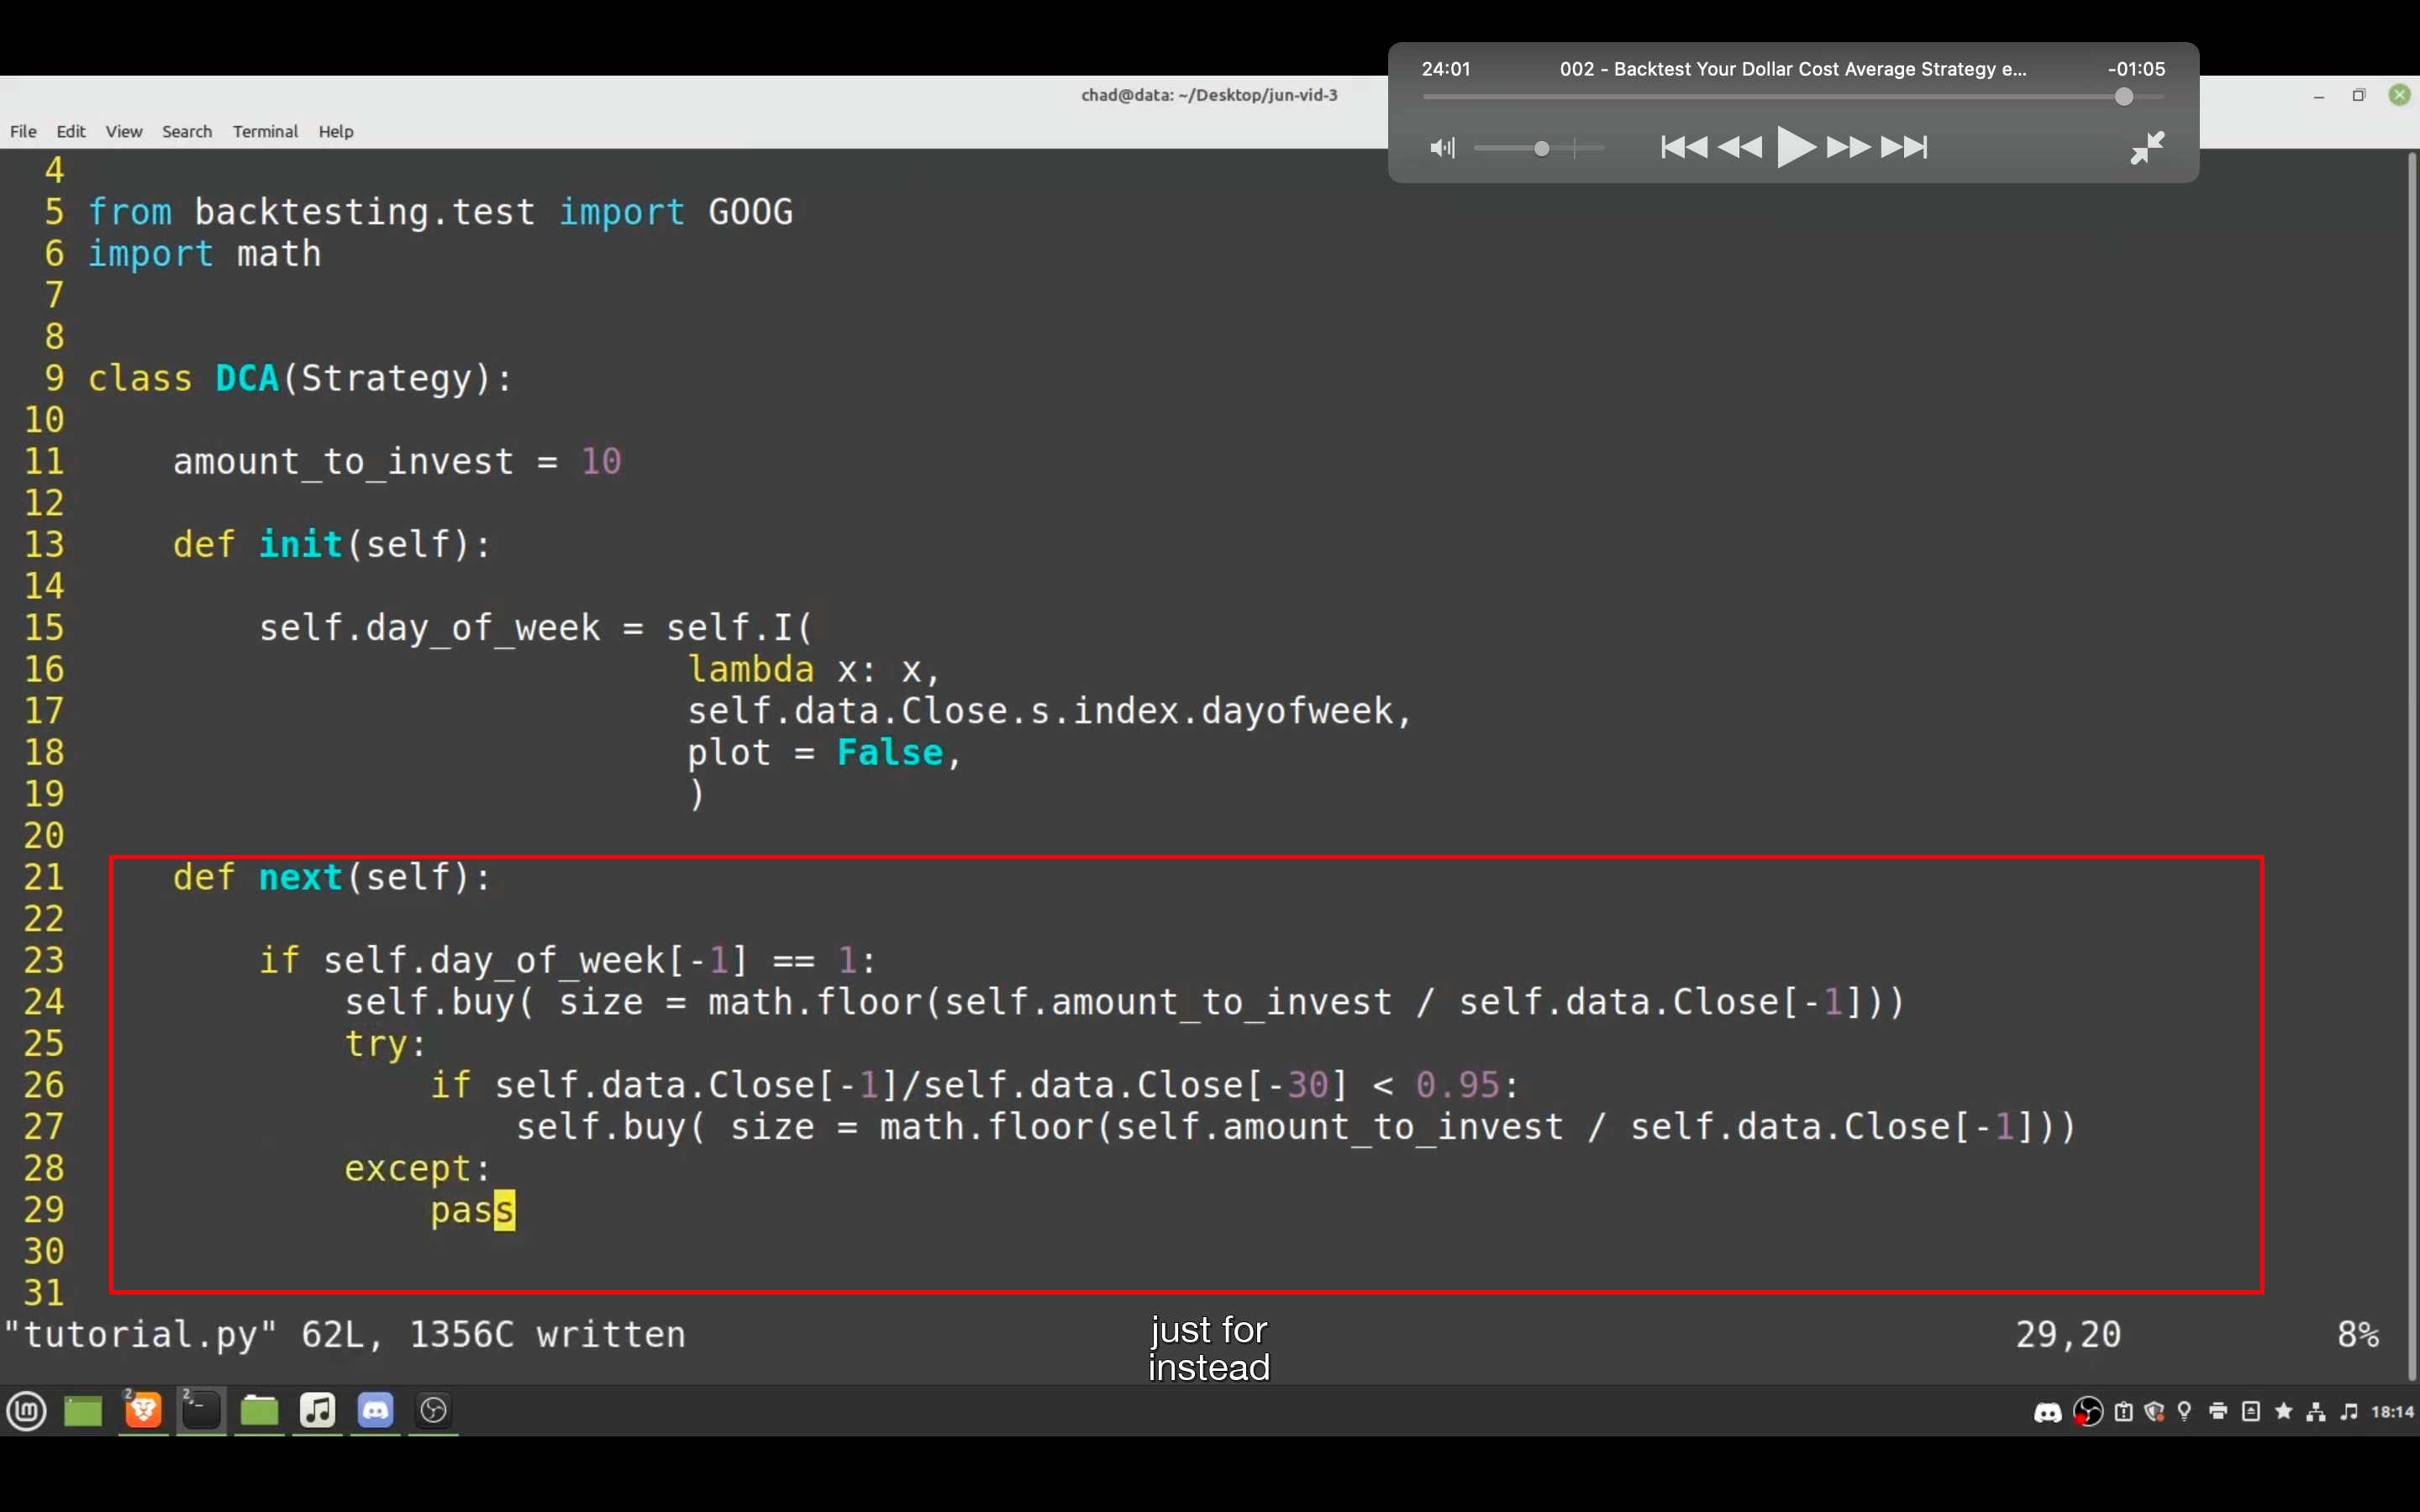 24:01 002 - Backtest Your Dollar Cost Average Strategy e... -01:05
chad@data: ~/Desktop/jun-vid-3
File Edit View Search Terminal Help
4
5 from backtesting.test import GOOG
6 import math
7
8
9 class DCA(Strategy):
10
11 amount_to_invest = 10
12
13 def init(self):
14
15 self.day_of_week = self.I(
16 lambda x: x,
17 self.data.Close.s.index.dayofweek,
18 plot = False,
19 )
20
21 def next(self):
22
23 if self.day_of_week[-1] == 1:
24 self.buy( size = math.floor(self.amount_to_invest / self.data.Close[-1]))
25 try:
26 if self.data.Close[-1]/self.data.Close[-30] < 0.95:
27 self.buy( size = math.floor(self.amount_to_invest / self.data.Close[-1]))
28 except:
29 pass
30
31
"tutorial.py" 62L, 1356C written 29,20 8%
just for
instead
2 2 18:14